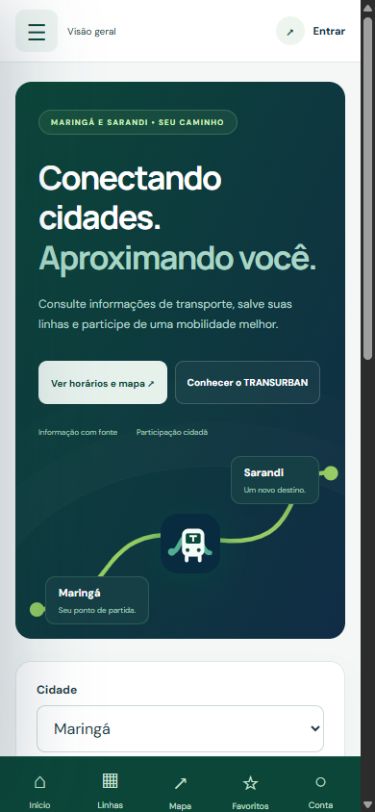 Visão geral
Entrar
MARINGÁ E SARANDI • SEU CAMINHO
Conectando
cidades.
Aproximando você.
Consulte informações de transporte, salve suas
linhas e participe de uma mobilidade melhor.
Ver horários e mapa ↗
Conhecer o TRANSURBAN
Informação com fonte
Participação cidadã
Sarandi
Um novo destino.
T
Maringá
Seu ponto de partida.
Cidade
Maringá
Início
Linhas
Mapa
Favoritos
Conta